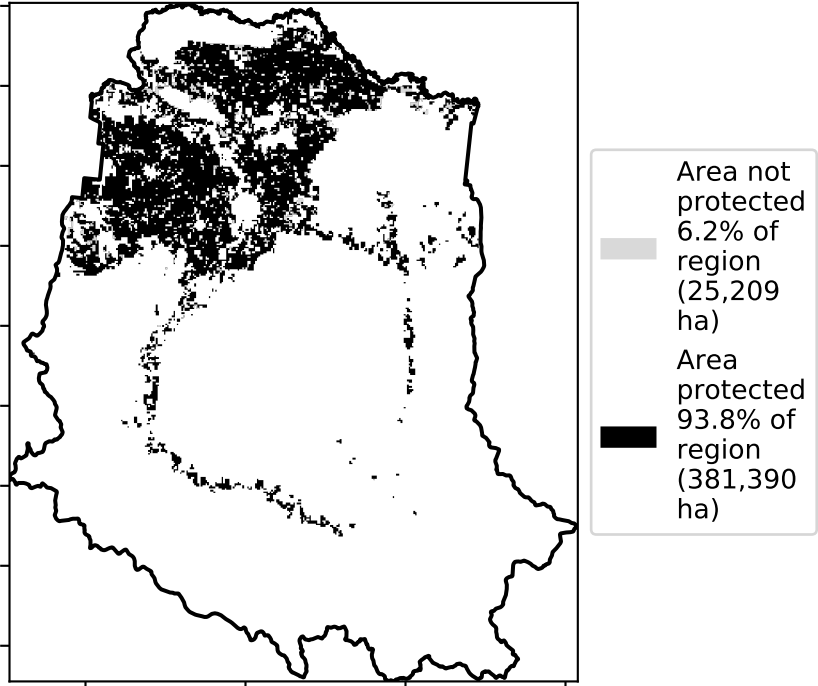 Area not
protected
6.2% of
region
(25,209
ha)
Area
protected
93.8% of
region
(381,390
ha)